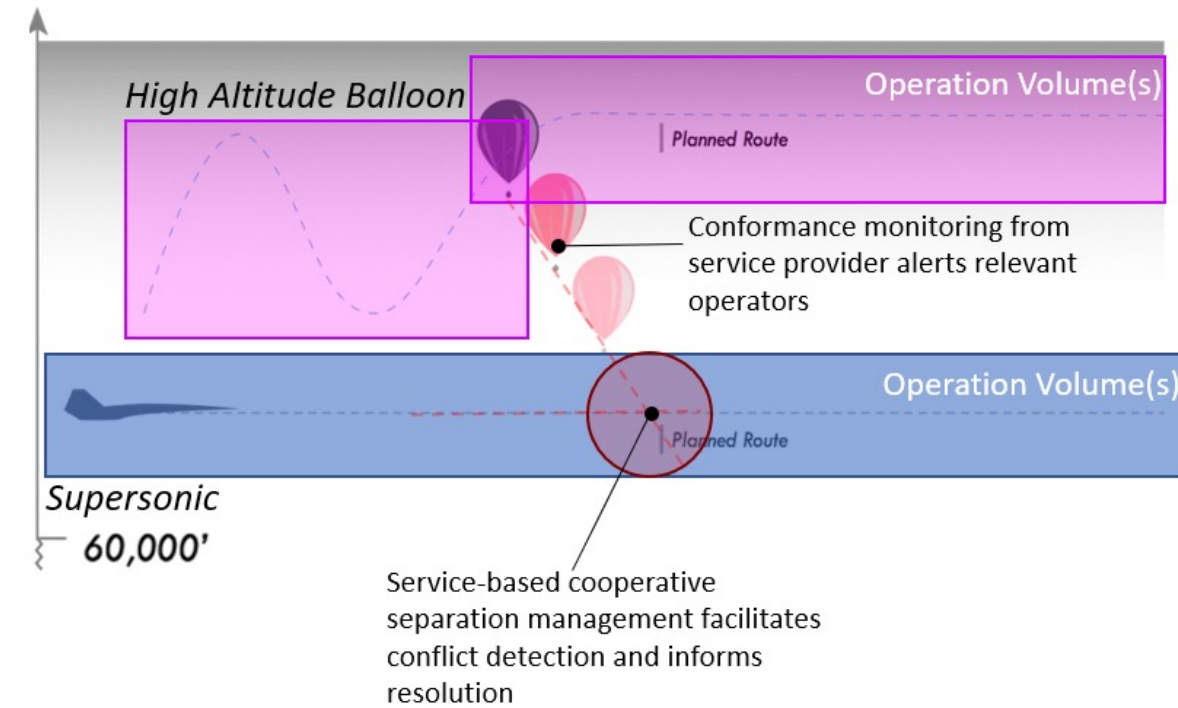 High Altitude Balloon
Operation Volume(s)
Planned Route
Conformance monitoring from
service provider alerts relevant
operators
Operation Volume(s)
Planned Route
Supersonic
60,000'
Service-based cooperative
separation management facilitates
conflict detection and informs
resolution